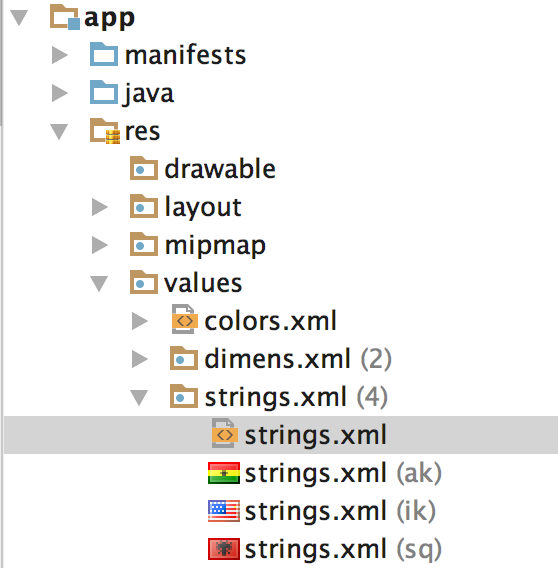 app
manifests
java
res
drawable
layout
mipmap
values
colors.xml
dimens.xml (2)
strings.xml (4)
strings.xml
strings.xml (ak)
strings.xml (ik)
strings.xml (sq)